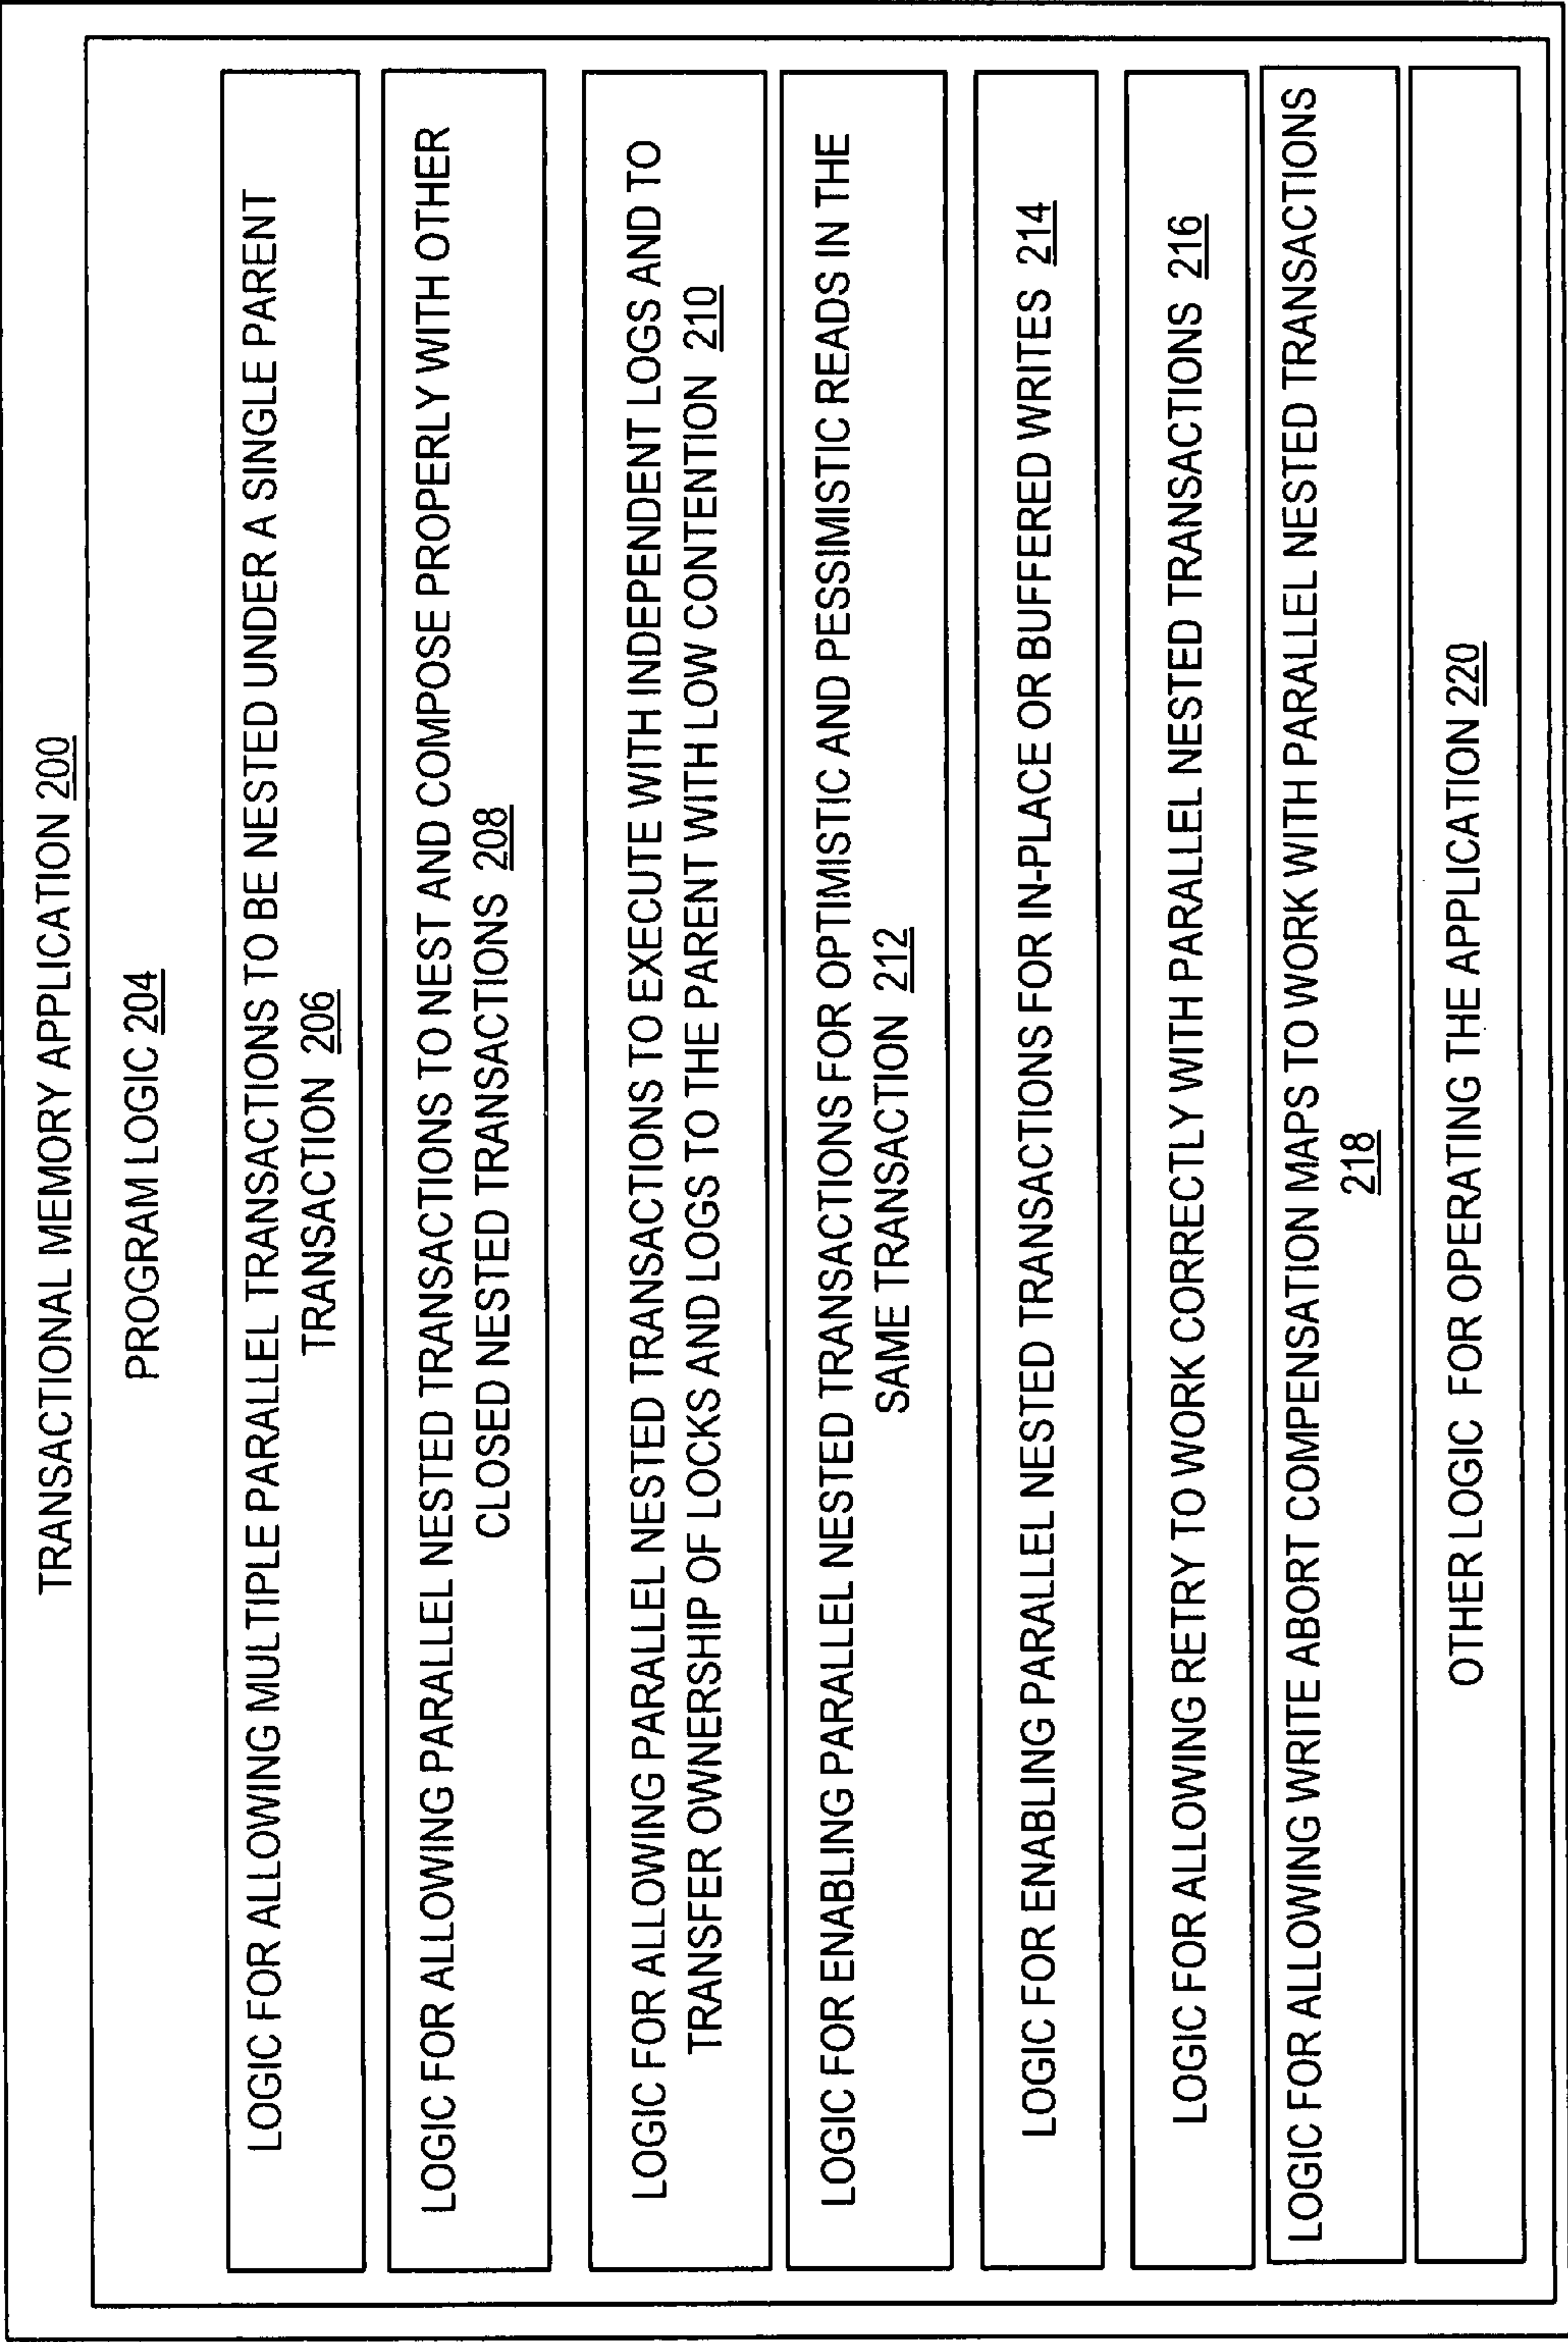 TRANSACTIONAL MEMORY APPLICATION 200
PROGRAM LOGIC 204
LOGIC FOR ALLOWING MULTIPLE PARALLEL TRANSACTIONS TO BE NESTED UNDER A SINGLE PARENT
TRANSACTION 206
LOGIC FOR ALLOWING PARALLEL NESTED TRANSACTIONS TO NEST AND COMPOSE PROPERLY WITH OTHER
CLOSED NESTED TRANSACTIONS 208
LOGIC FOR ALLOWING PARALLEL NESTED TRANSACTIONS TO EXECUTE WITH INDEPENDENT LOGS AND TO
TRANSFER OWNERSHIP OF LOCKS AND LOGS TO THE PARENT WITH LOW CONTENTION 210
LOGIC FOR ENABLING PARALLEL NESTED TRANSACTIONS FOR OPTIMISTIC AND PESSIMISTIC READS IN THE
SAME TRANSACTION 212
LOGIC FOR ENABLING PARALLEL NESTED TRANSACTIONS FOR IN-PLACE OR BUFFERED WRITES 214
LOGIC FOR ALLOWING RETRY TO WORK CORRECTLY WITH PARALLEL NESTED TRANSACTIONS 216
LOGIC FOR ALLOWING WRITE ABORT COMPENSATION MAPS TO WORK WITH PARALLEL NESTED TRANSACTIONS
218
OTHER LOGIC FOR OPERATING THE APPLICATION 220